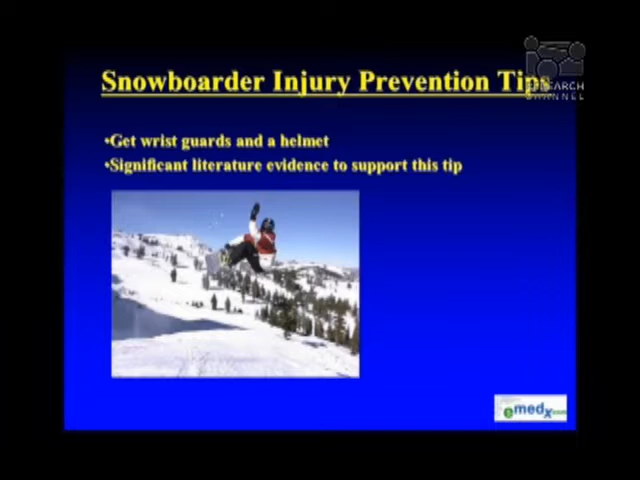 Snowboarder Injury Prevention Tips
RESEARCH
CHANNEL
•Get wrist guards and a helmet
•Significant literature evidence to support this tip
emedx.com